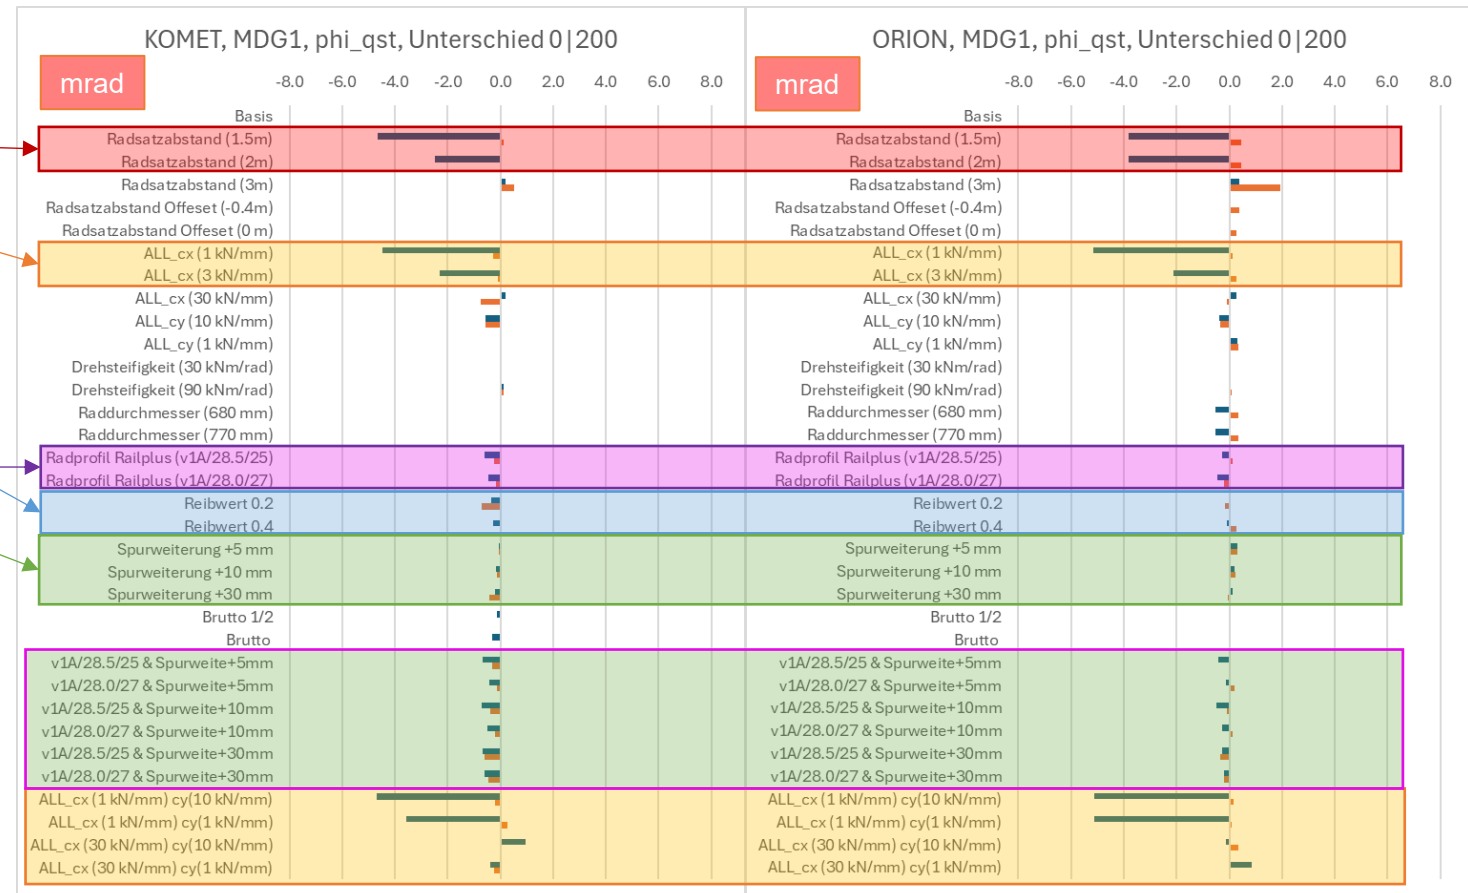 KOMET, MDG1, phi_qst, Unterschied 0|200
mrad
-8.0 -6.0 -4.0 -2.0 0.0 2.0 4.0 6.0 8.0
Basis
Radsatzabstand (1.5m)
Radsatzabstand (2m)
Radsatzabstand (3m)
Radsatzabstand Offeset (-0.4m)
Radsatzabstand Offeset (0 m)
ALL_cx (1 kN/mm)
ALL_cx (3 kN/mm)
ALL_cx (30 kN/mm)
ALL_cy (10 kN/mm)
ALL_cy (1 kN/mm)
Drehsteifigkeit (30 kNm/rad)
Drehsteifigkeit (90 kNm/rad)
Raddurchmesser (680 mm)
Raddurchmesser (770 mm)
Radprofil Railplus (v1A/28.5/25)
Radprofil Railplus (v1A/28.0/27)
Reibwert 0.2
Reibwert 0.4
Spurweiterung +5 mm
Spurweiterung +10 mm
Spurweiterung +30 mm
Brutto 1/2
Brutto
v1A/28.5/25 & Spurweite+5mm
v1A/28.0/27 & Spurweite+5mm
v1A/28.5/25 & Spurweite+10mm
v1A/28.0/27 & Spurweite+10mm
v1A/28.5/25 & Spurweite+30mm
v1A/28.0/27 & Spurweite+30mm
ALL_cx (1 kN/mm) cy(10 kN/mm)
ALL_cx (1 kN/mm) cy(1 kN/mm)
ALL_cx (30 kN/mm) cy(10 kN/mm)
ALL_cx (30 kN/mm) cy(1 kN/mm)
ORION, MDG1, phi_qst, Unterschied 0|200
mrad
-8.0 -6.0 -4.0 -2.0 0.0 2.0 4.0 6.0 8.0
Basis
Radsatzabstand (1.5m)
Radsatzabstand (2m)
Radsatzabstand (3m)
Radsatzabstand Offeset (-0.4m)
Radsatzabstand Offeset (0 m)
ALL_cx (1 kN/mm)
ALL_cx (3 kN/mm)
ALL_cx (30 kN/mm)
ALL_cy (10 kN/mm)
ALL_cy (1 kN/mm)
Drehsteifigkeit (30 kNm/rad)
Drehsteifigkeit (90 kNm/rad)
Raddurchmesser (680 mm)
Raddurchmesser (770 mm)
Radprofil Railplus (v1A/28.5/25)
Radprofil Railplus (v1A/28.0/27)
Reibwert 0.2
Reibwert 0.4
Spurweiterung +5 mm
Spurweiterung +10 mm
Spurweiterung +30 mm
Brutto 1/2
Brutto
v1A/28.5/25 & Spurweite+5mm
v1A/28.0/27 & Spurweite+5mm
v1A/28.5/25 & Spurweite+10mm
v1A/28.0/27 & Spurweite+10mm
v1A/28.5/25 & Spurweite+30mm
v1A/28.0/27 & Spurweite+30mm
ALL_cx (1 kN/mm) cy(10 kN/mm)
ALL_cx (1 kN/mm) cy(1 kN/mm)
ALL_cx (30 kN/mm) cy(10 kN/mm)
ALL_cx (30 kN/mm) cy(1 kN/mm)